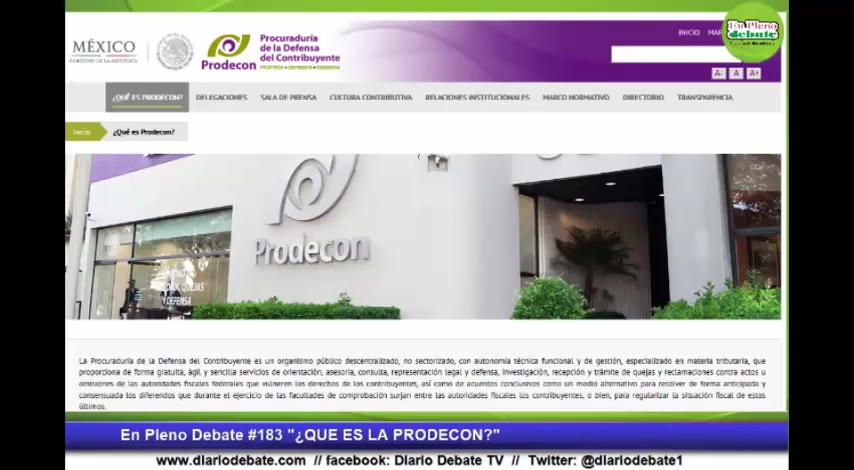 MÉXICO
GOBIERNO DE LA REPÚBLICA
Prodecon
Procuraduría
de la Defensa
del Contribuyente
INICIO
En Pleno
debate
A- A A+
¿QUÉ ES PRODECON? DELEGACIONES SALA DE PRENSA CULTURA CONTRIBUTIVA RELACIONES INSTITUCIONALES MARCO NORMATIVO DIRECTORIO TRANSPARENCIA
Inicio ¿Qué es Prodecon?
Prodecon
QUEJAS
Y DEFENSA
La Procuraduría de la Defensa del Contribuyente es un organismo público descentralizado, no sectorizado, con autonomía técnica funcional y de gestión, especializado en materia tributaria, que
proporciona de forma gratuita, ágil y sencilla servicios de orientación, asesoría, consulta, representación legal y defensa, investigación, recepción y trámite de quejas y reclamaciones contra actos u
omisiones de las autoridades fiscales federales que vulneren los derechos de los contribuyentes, así como de acuerdos conclusivos como un medio alternativo para resolver de forma anticipada y
consensuada los diferendos que durante el ejercicio de las facultades de comprobación surjan entre las autoridades fiscales los contribuyentes, o bien, para regularizar la situación fiscal de estos
últimos.
En Pleno Debate #183 "¿QUE ES LA PRODECON?"
www.diariodebate.com // facebook: Diario Debate TV // Twitter: @diariodebate1